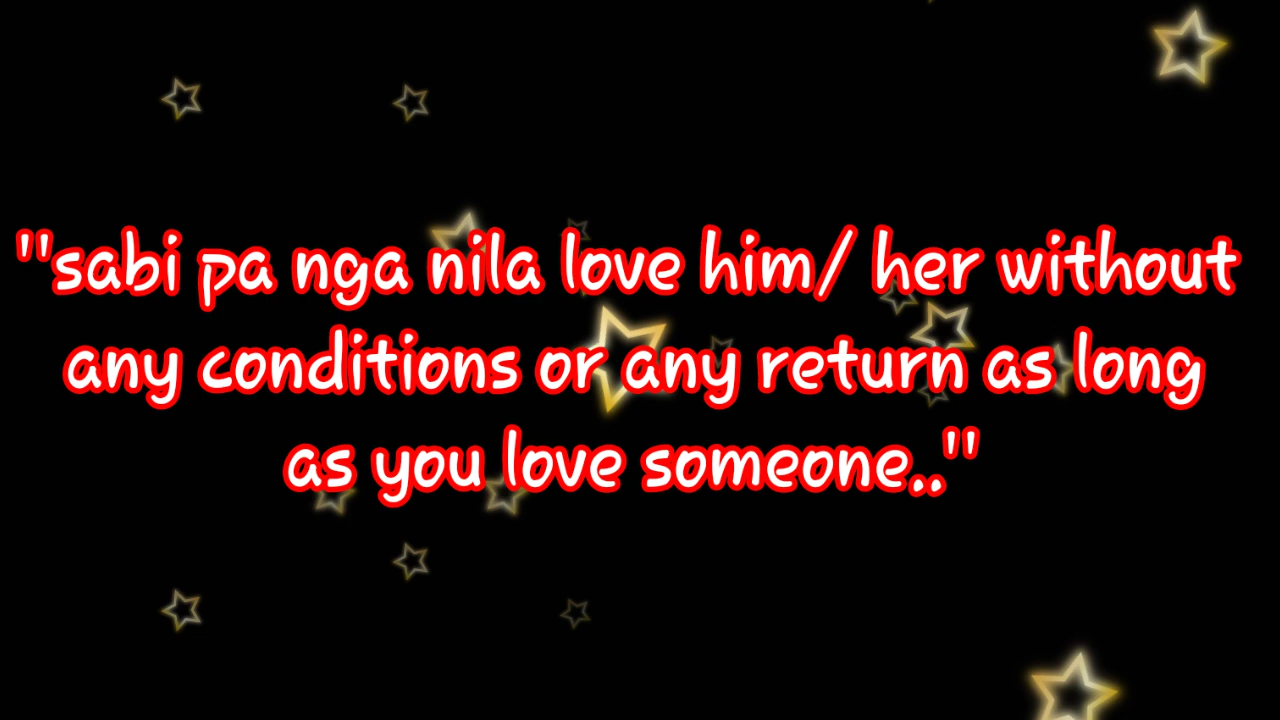 "sabi pa nga nila love him/ her without
any conditions or any return as long
as you love someone.."